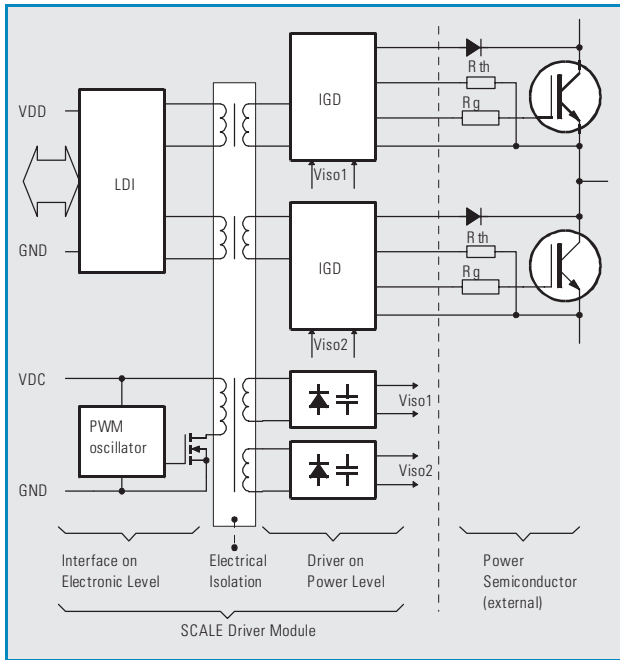 VDD
LDI
GND
IGD
Viso1
Rth
Rg
IGD
Viso2
Rth
Rg
VDC
PWM
oscillator
GND
Viso1
Viso2
Interface on
Electronic Level
Electrical
Isolation
Driver on
Power Level
Power
Semiconductor
(external)
SCALE Driver Module